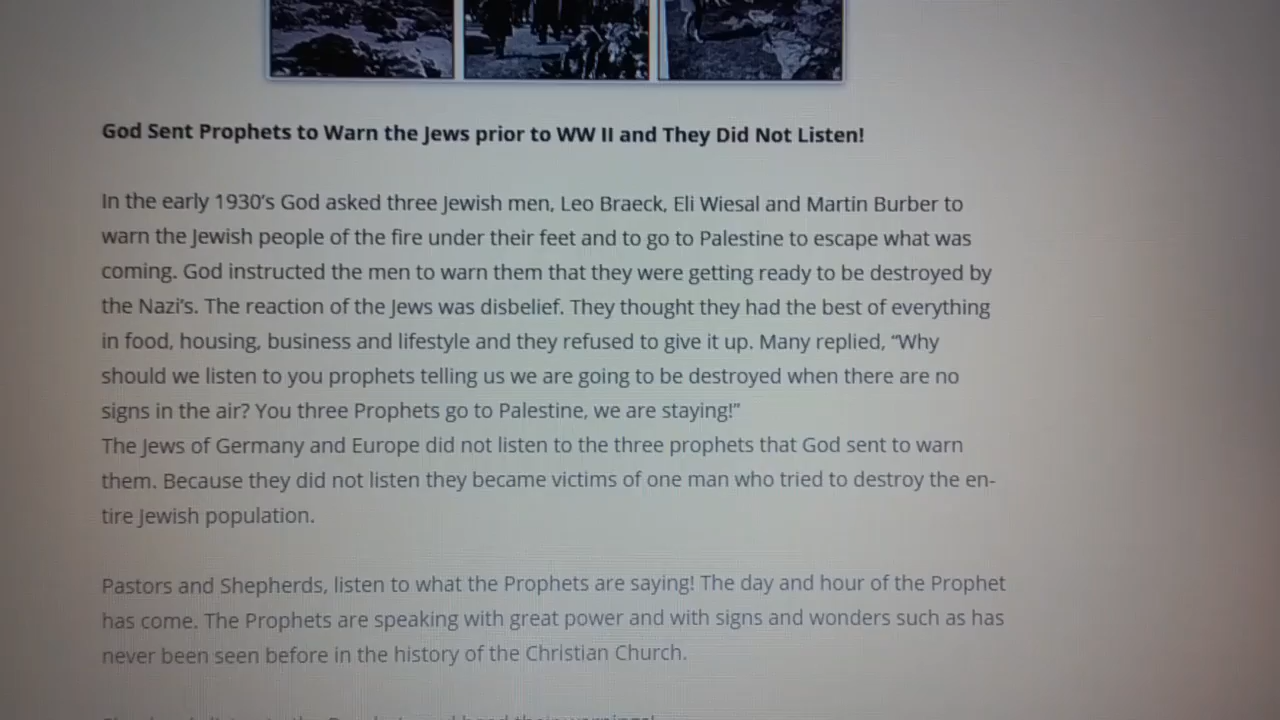 God Sent Prophets to Warn the Jews prior to WW II and They Did Not Listen!
In the early 1930's God asked three Jewish men, Leo Braeck, Eli Wiesal and Martin Burber to
warn the Jewish people of the fire under their feet and to go to Palestine to escape what was
coming. God instructed the men to warn them that they were getting ready to be destroyed by
the Nazi's. The reaction of the Jews was disbelief. They thought they had the best of everything
in food, housing, business and lifestyle and they refused to give it up. Many replied, “Why
should we listen to you prophets telling us we are going to be destroyed when there are no
signs in the air? You three Prophets go to Palestine, we are staying!”
The Jews of Germany and Europe did not listen to the three prophets that God sent to warn
them. Because they did not listen they became victims of one man who tried to destroy the en-
tire Jewish population.
Pastors and Shepherds, listen to what the Prophets are saying! The day and hour of the Prophet
has come. The Prophets are speaking with great power and with signs and wonders such as has
never been seen before in the history of the Christian Church.